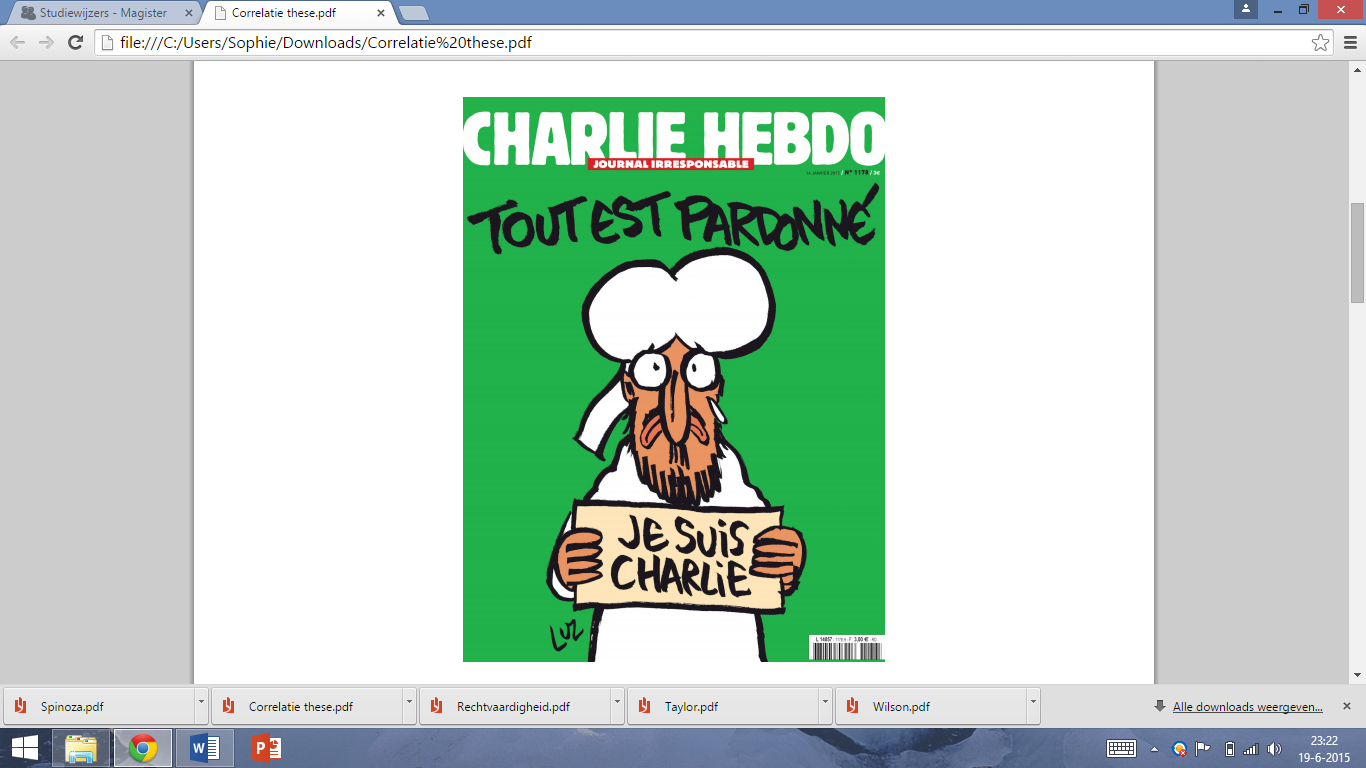 Studiewijzers - Magister
Correlatie these.pdf
file:///C:/Users/Sophie/Downloads/Correlatie%20these.pdf
CHARLIE HEBDO
JOURNAL IRRESPONSABLE
N° 1178 / 3€
TOUT EST PARDONNÉ
JE SUiS
CHARLiE
LUZ
Spinoza.pdf
Correlatie these.pdf
Rechtvaardigheid.pdf
Taylor.pdf
Wilson.pdf
Alle downloads weergeven...
23:22
19-6-2015